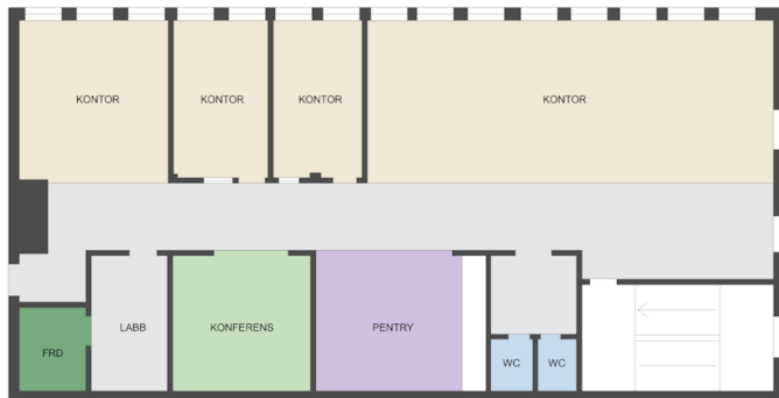 KONTOR
KONTOR
KONTOR
KONTOR
FRD
LABB
KONFERENS
PENTRY
WC
WC